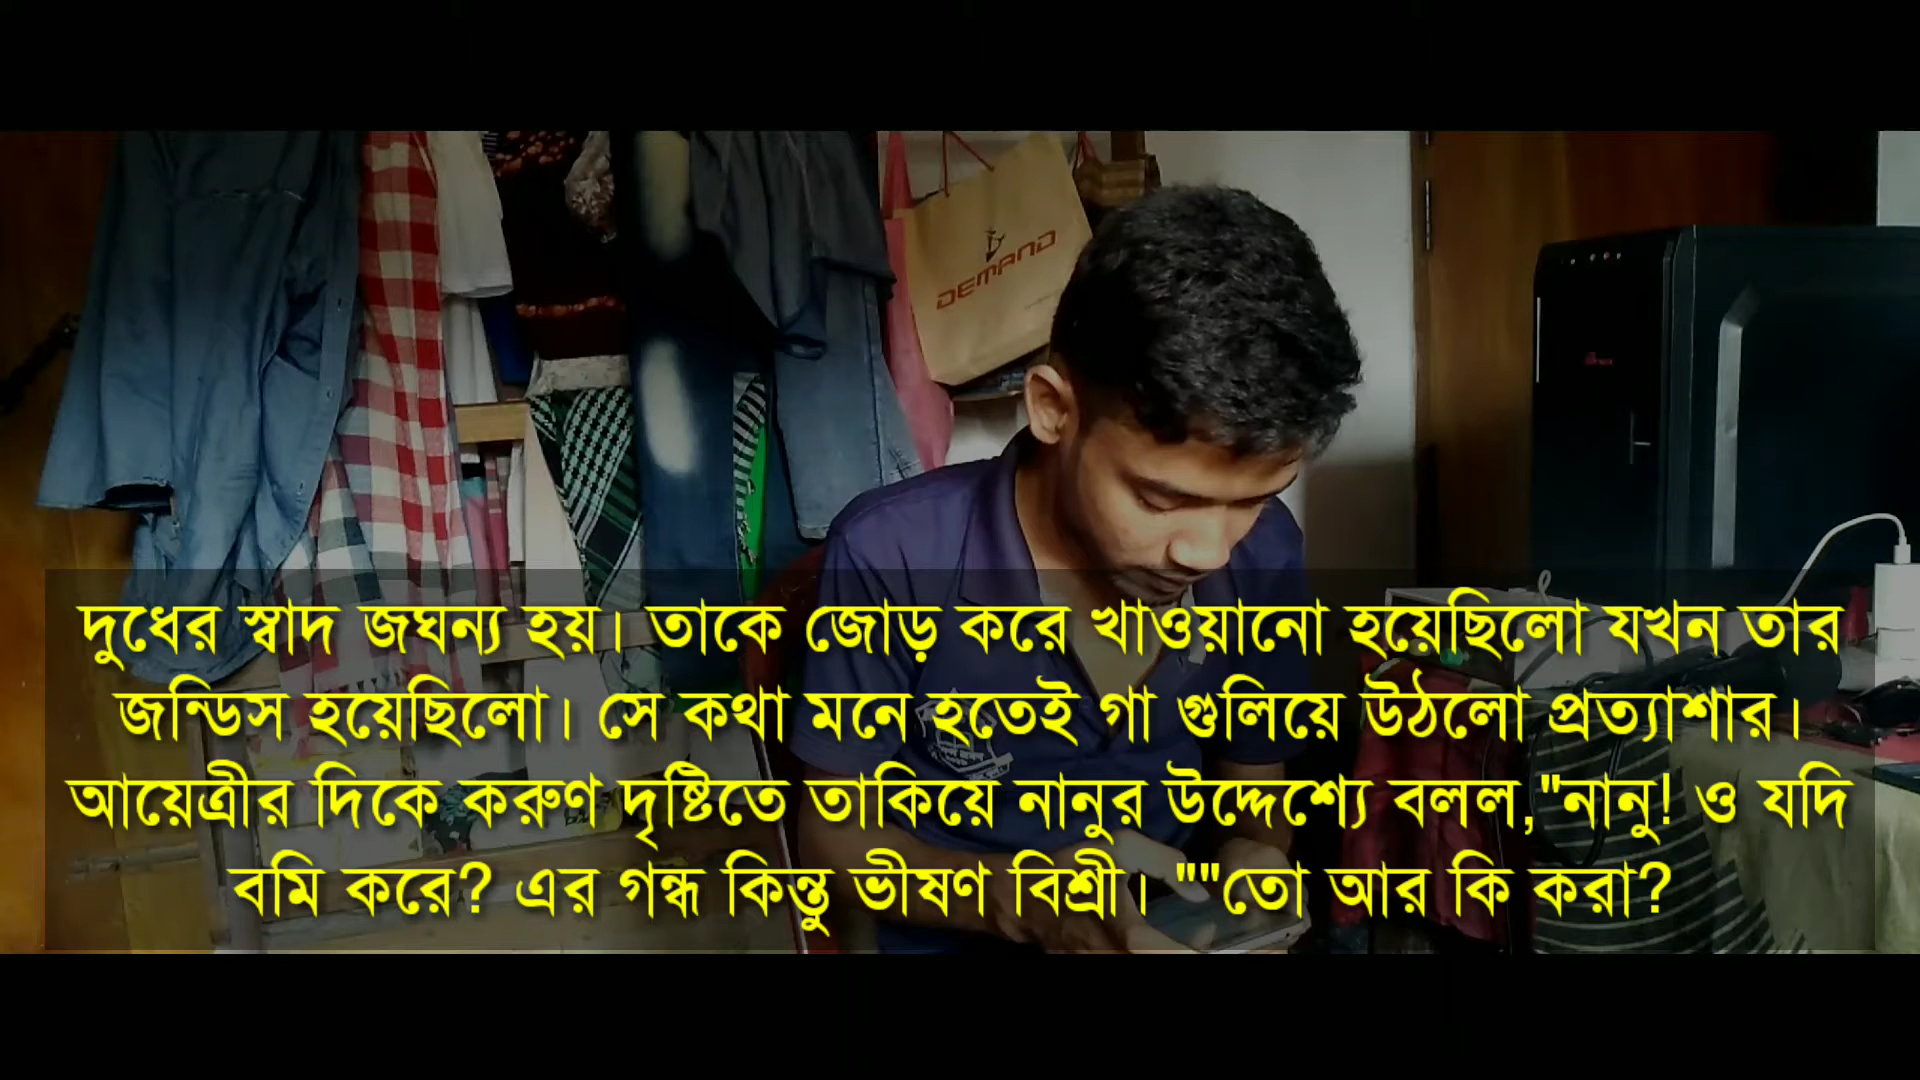 DEMAND
দুধের স্বাদ জঘন্য হয়। তাকে জোড় করে খাওয়ানো হয়েছিলো যখন তার
জন্ডিস হয়েছিলো। সে কথা মনে হতেই গা গুলিয়ে উঠলো প্রত্যাশার।
আয়েত্রীর দিকে করুণ দৃষ্টিতে তাকিয়ে নানুর উদ্দেশ্যে বলল,"নানু! ও যদি
বমি করে? এর গন্ধ কিন্তু ভীষণ বিশ্রী। ""তো আর কি করা?